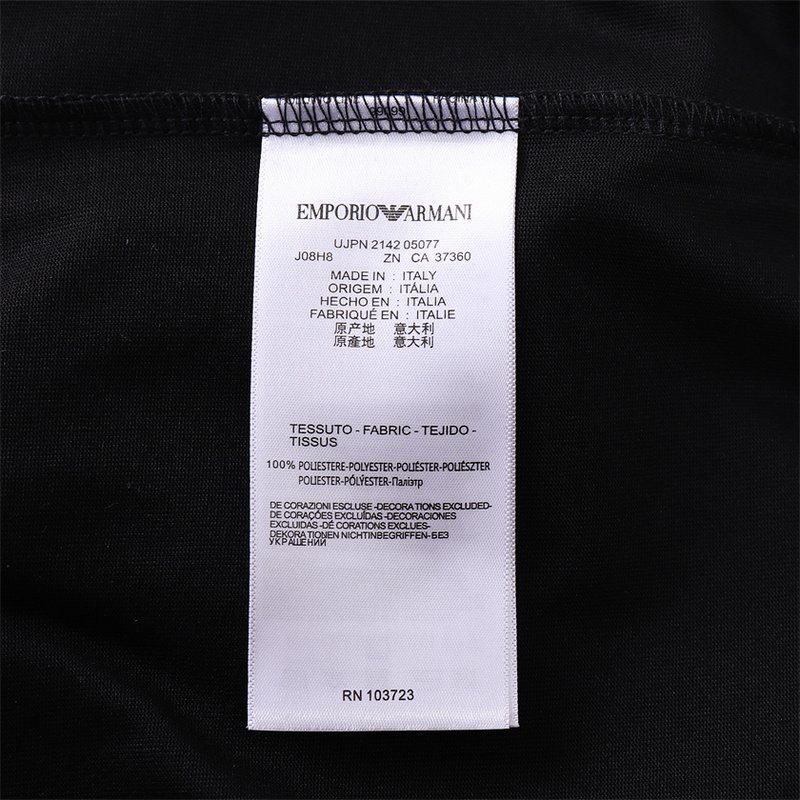 EMPORIO ARMANI
UJPN 2142 05077
J08H8 ZN CA 37360
MADE IN : ITALY
ORIGEM : ITÁLIA
HECHO EN : ITALIA
FABRIQUÉ EN : ITALIE
原产地 意大利
原產地 意大利
TESSUTO - FABRIC - TEJIDO -
TISSUS
100% POLIESTERE-POLYESTER-POLIÉSTER-POLIÉSZTER
POLIESTER-PÓLYESTER-Паліэтр
DE CORAZIONI ESCLUSE-DECORATIONS EXCLUDED-
DE CORAÇÕES EXCLUÍDAS -DECORACIONES
EXCLUIDAS -DÉ CORATIONS EXCLUES-
DEKORATIONEN NICHTINBEGRIFFEN-БЕЗ
УКРАШЕНИЙ
RN 103723